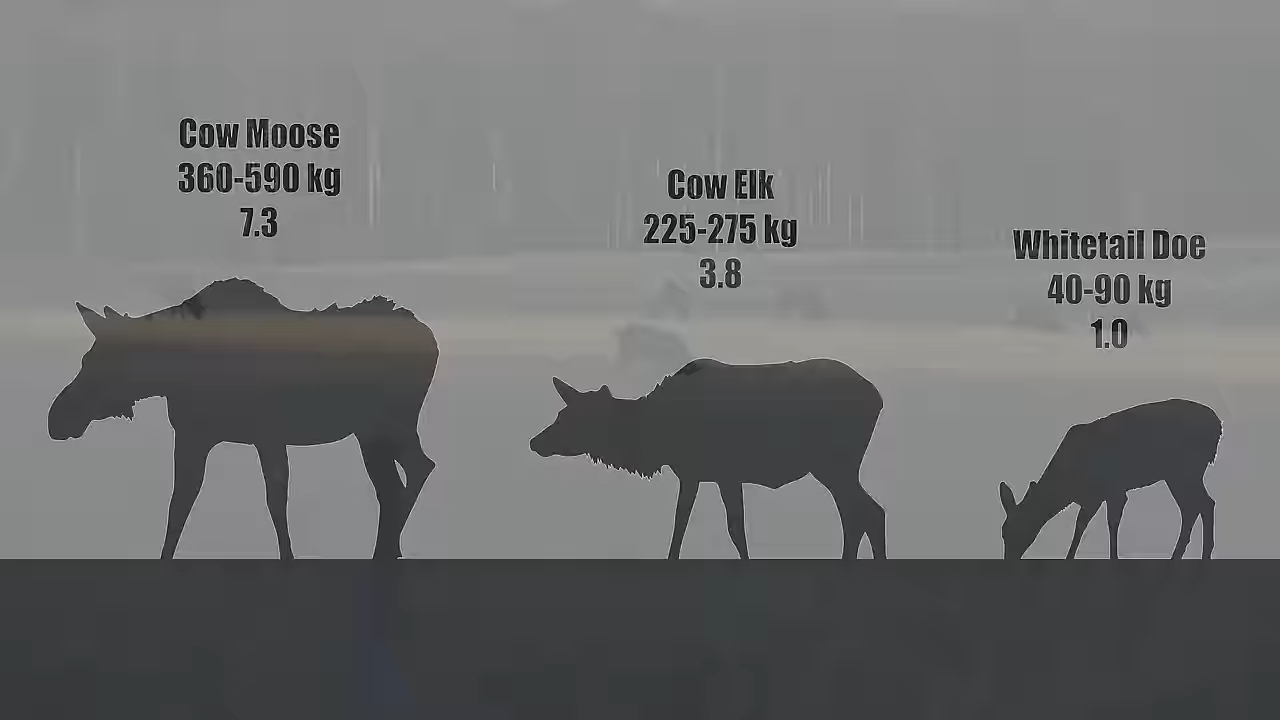 Cow Moose
360-590 kg
7.3
Cow Elk
225-275 kg
3.8
Whitetail Doe
40-90 kg
1.0